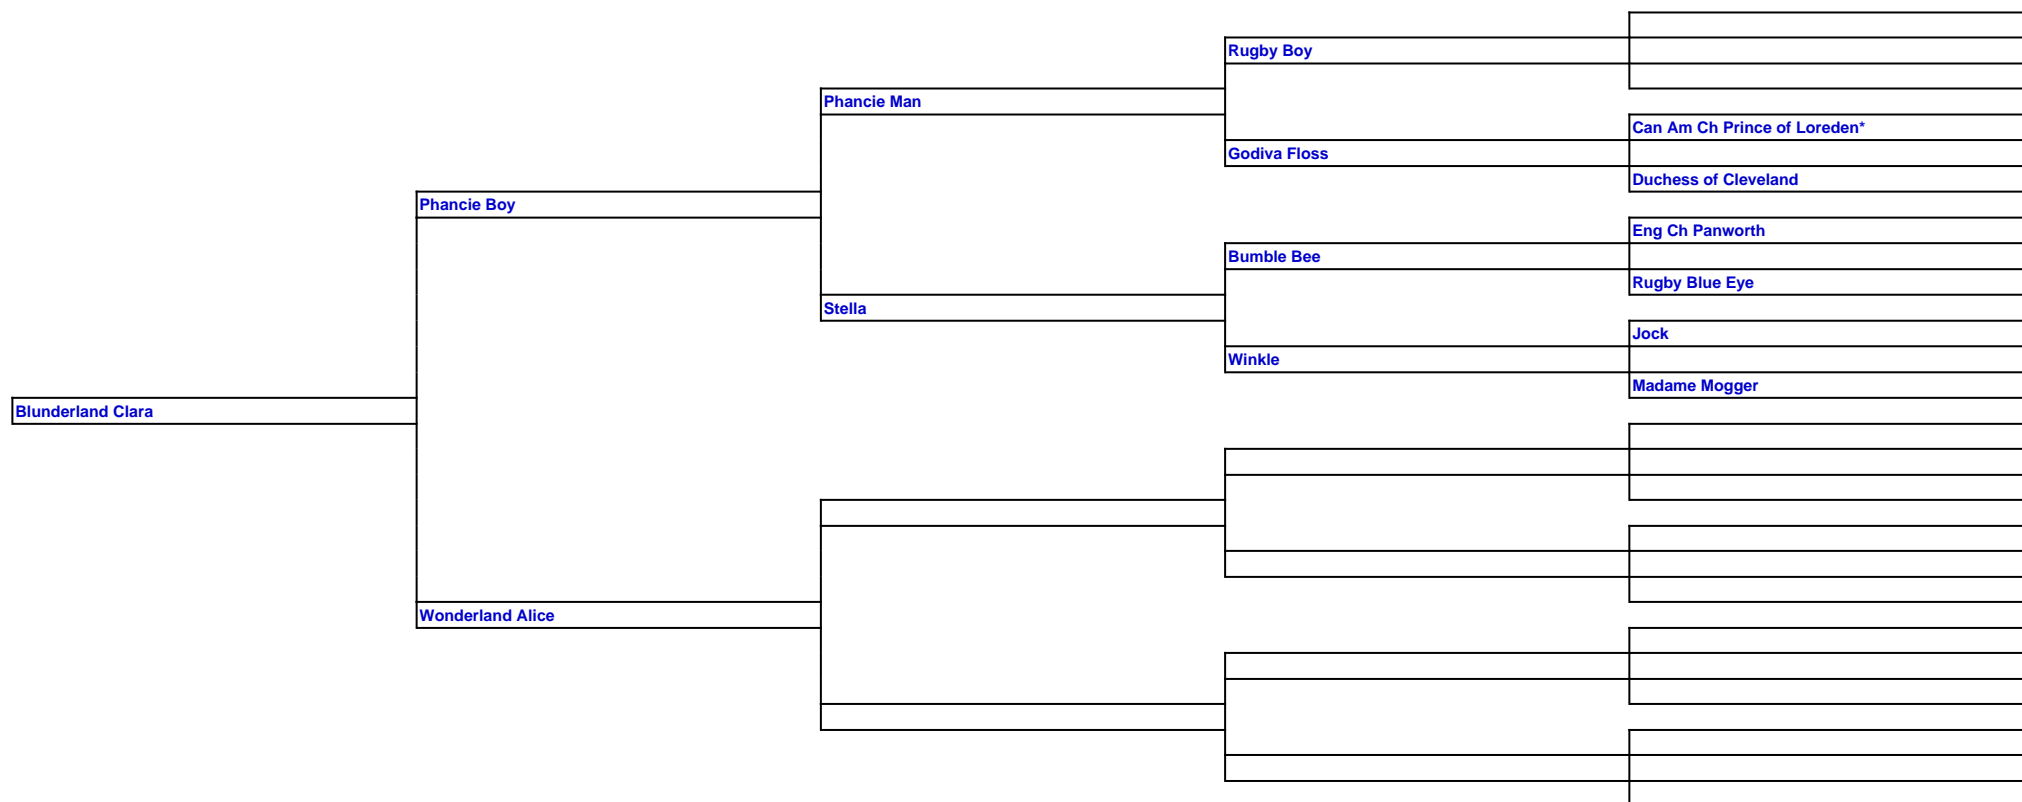 Rugby Boy
Phancie Man
Can Am Ch Prince of Loreden*
Godiva Floss
Duchess of Cleveland
Phancie Boy
Eng Ch Panworth
Bumble Bee
Rugby Blue Eye
Stella
Jock
Winkle
Madame Mogger
Blunderland Clara
Wonderland Alice